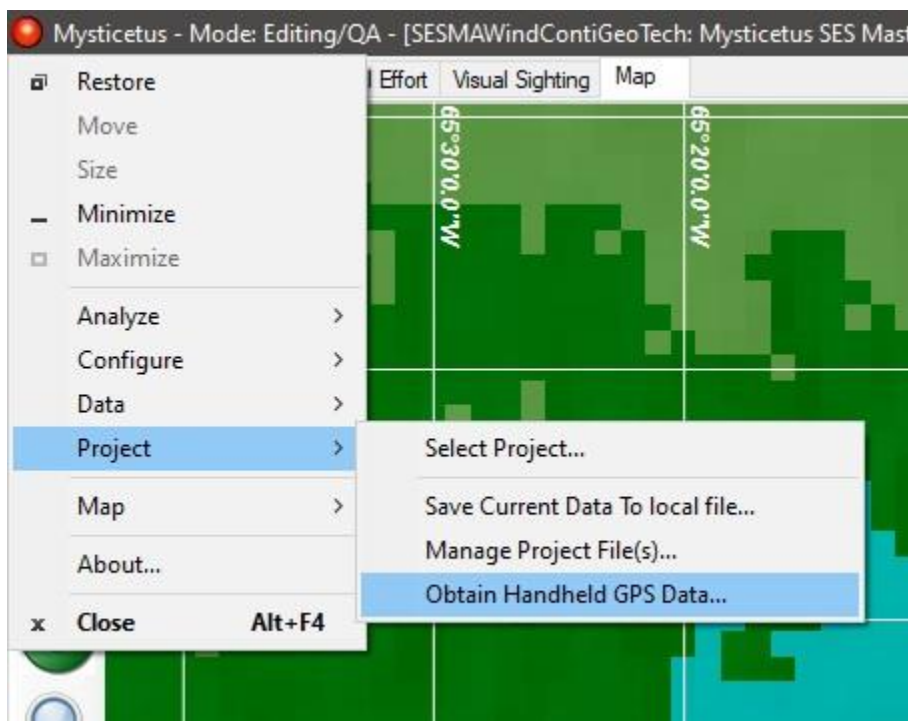 Mysticetus - Mode: Editing/QA - [SESMAWindContiGeoTech: Mysticetus SES Mast
Effort Visual Sighting Map
Restore
Move
Size
Minimize
Maximize
Analyze
Configure
Data
Project
Map
About...
Close Alt+F4
Select Project...
Save Current Data To local file...
Manage Project File(s)...
Obtain Handheld GPS Data...
65°30'0.0"W
65°20'0.0"W